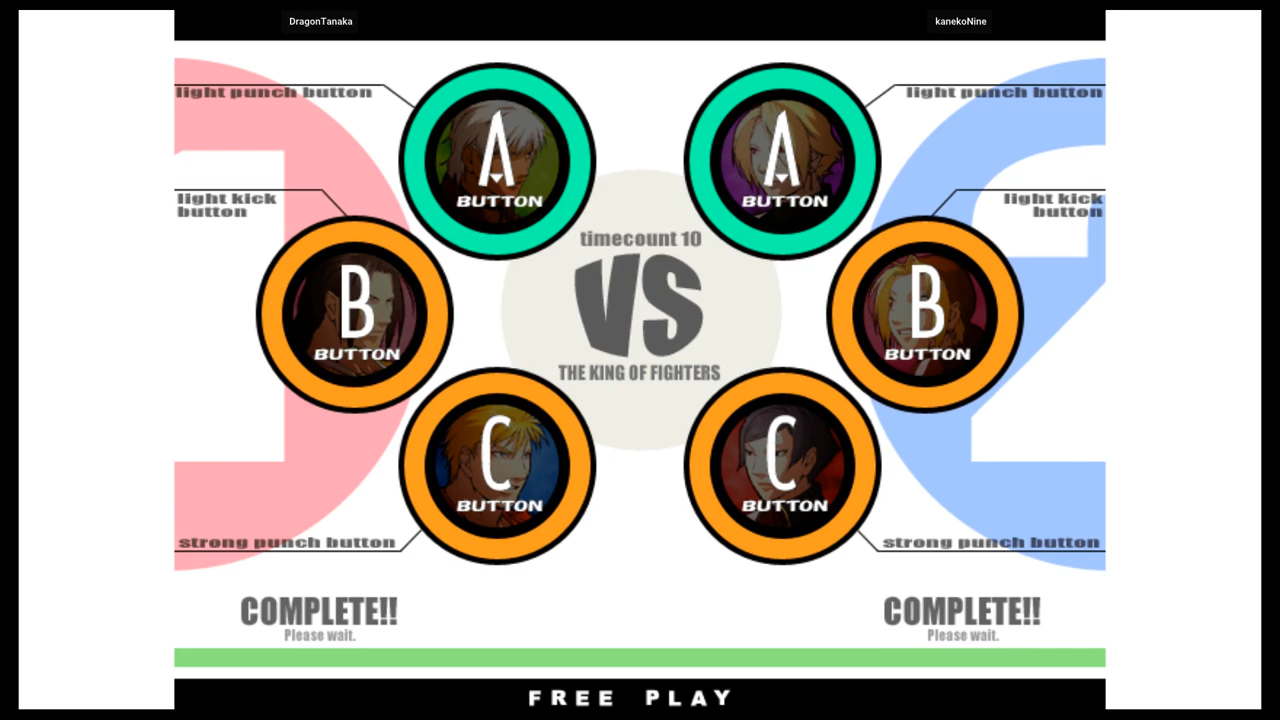 DragonTanaka
kanekoNine
light punch button
light punch button
A
BUTTON
A
BUTTON
light kick
button
light kick
button
timecount 10
VS
THE KING OF FIGHTERS
B
BUTTON
B
BUTTON
C
BUTTON
C
BUTTON
strong punch button
strong punch button
COMPLETE!!
Please wait.
COMPLETE!!
Please wait.
FREE PLAY